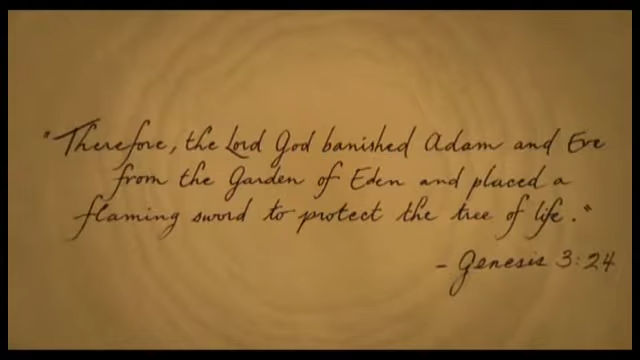 "Therefore, the Lord God banished Adam and Eve
from the Garden of Eden and placed a
flaming sword to protect the tree of life."
- Genesis 3:24